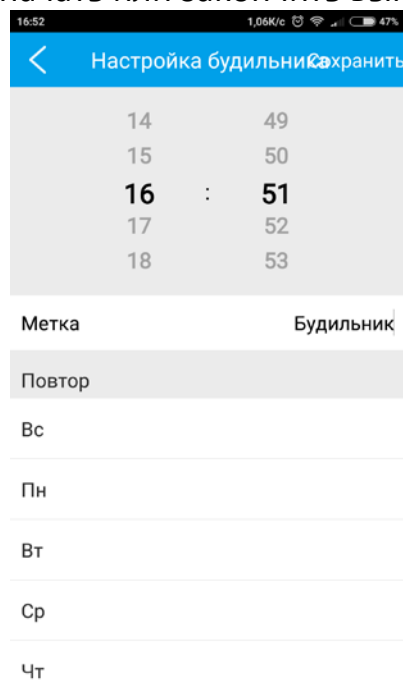 16:52 1,06K/c 47%
Настройка будильника Сохранить
14 49
15 50
16 : 51
17 52
18 53
Метка Будильник
Повтор
Вс
Пн
Вт
Ср
Чт